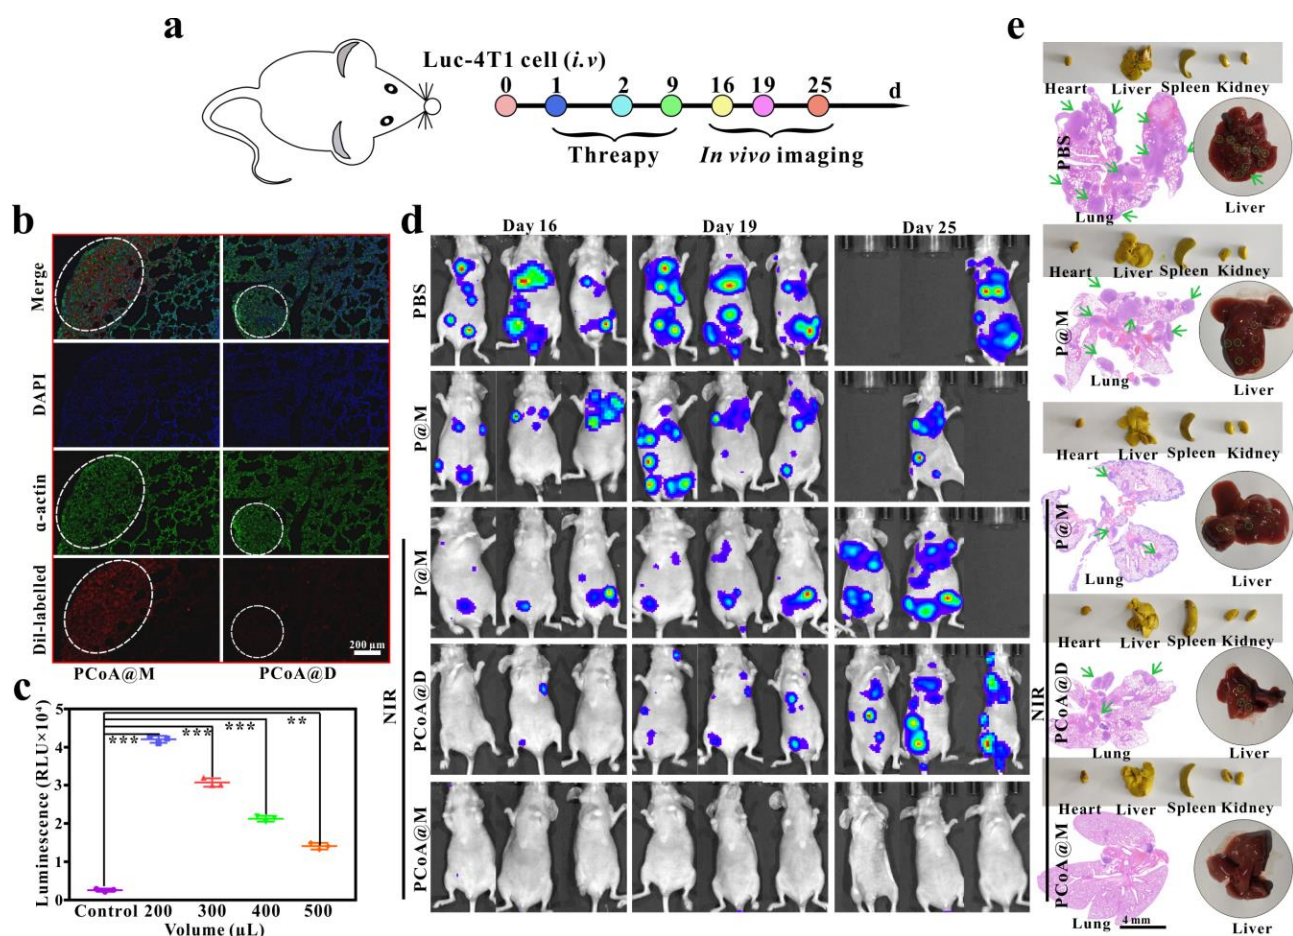 a
Luc-4T1 cell (i.v)
0 1 2 9 16 19 25 d
Threapy
In vivo imaging
b
Merge
DAPI
α-actin
Dil-labelled
200 μm
PCoA@M PCoA@D
c
Luminescence (RLU×10⁴)
5
4
3
2
1
0
*** *** *** **
Control 200 300 400 500
Volume (μL)
d
Day 16 Day 19 Day 25
PBS
P@M
NIR
P@M
PCoA@D
PCoA@M
e
Heart Liver Spleen Kidney
PBS
Lung
Liver
Heart Liver Spleen Kidney
P@M
Lung
Liver
Heart Liver Spleen Kidney
NIR
P@M
Lung
Liver
Heart Liver Spleen Kidney
PCoA@D
Lung
Liver
Heart Liver Spleen Kidney
PCoA@M
Lung
4 mm
Liver